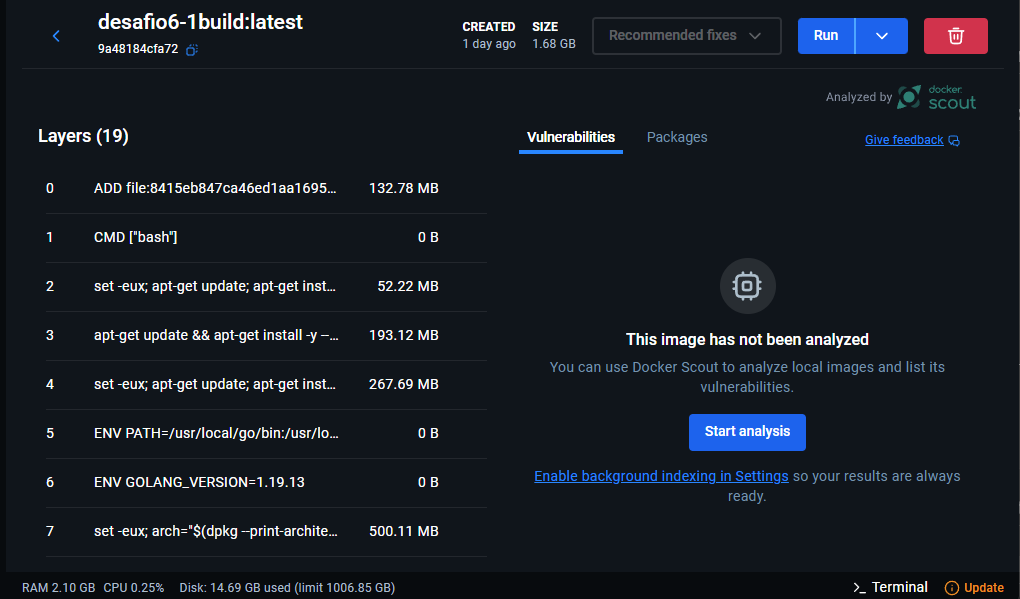 desafio6-1build:latest
9a48184cfa72
CREATED
1 day ago
SIZE
1.68 GB
Recommended fixes
Run
Analyzed by docker scout
Layers (19)
Vulnerabilities
Packages
Give feedback
0 ADD file:8415eb847ca46ed1aa1695... 132.78 MB
1 CMD ["bash"] 0 B
2 set -eux; apt-get update; apt-get inst... 52.22 MB
3 apt-get update && apt-get install -y --... 193.12 MB
4 set -eux; apt-get update; apt-get inst... 267.69 MB
5 ENV PATH=/usr/local/go/bin:/usr/lo... 0 B
6 ENV GOLANG_VERSION=1.19.13 0 B
7 set -eux; arch="$(dpkg --print-archite... 500.11 MB
This image has not been analyzed
You can use Docker Scout to analyze local images and list its
vulnerabilities.
Start analysis
Enable background indexing in Settings so your results are always
ready.
RAM 2.10 GB CPU 0.25% Disk: 14.69 GB used (limit 1006.85 GB)
>_ Terminal
Update